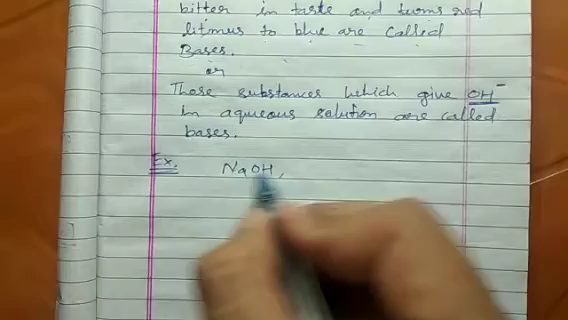 bitter in taste and turns red
litmus to blue are called
Bases.
or
Those substances which give OH⁻
in aqueous solution are called
bases.
Ex. NaOH,